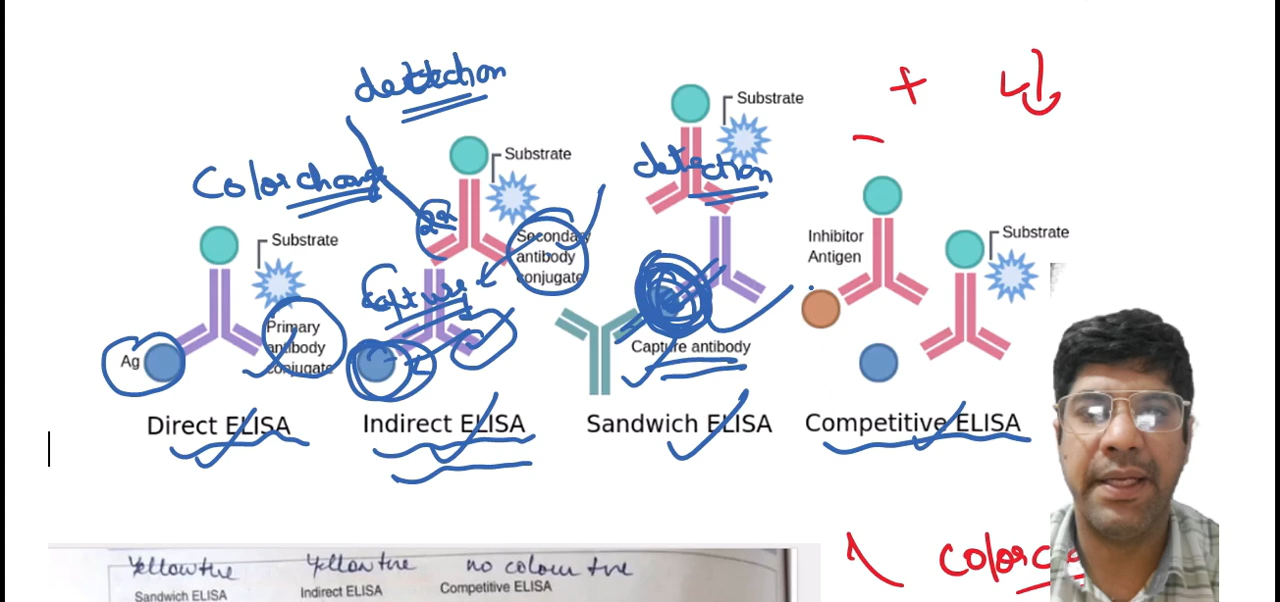 detection
Substrate
Substrate
detection
Color change
Substrate
Inhibitor
Antigen
Substrate
Secondary
antibody
conjugate
capture
Primary
antibody
conjugate
Ag
Capture antibody
Direct ELISA
Indirect ELISA
Sandwich ELISA
Competitive ELISA
+
−
Yellow +ve
Yellow +ve
no colour +ve
Sandwich ELISA
Indirect ELISA
Competitive ELISA